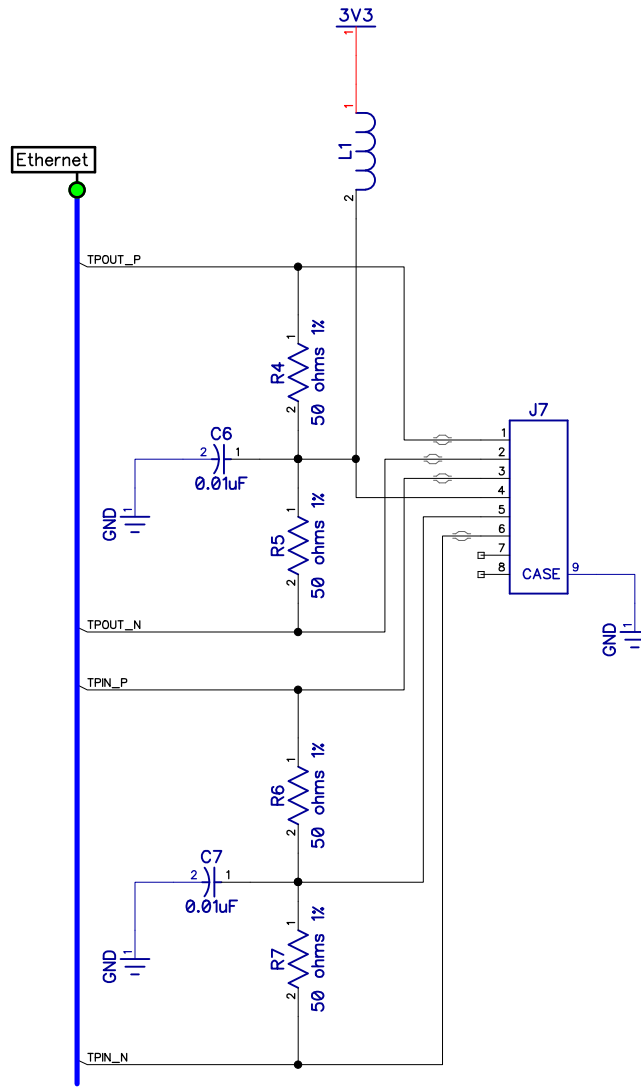 3V3
1
1
L1
2
Ethernet
TPOUT_P
1
R4
50 ohms 1%
2
C6
2
1
0.01uF
GND
1
1
R5
50 ohms 1%
2
TPOUT_N
J7
1
2
3
4
5
6
7
8
CASE
9
GND
1
TPIN_P
1
R6
50 ohms 1%
2
C7
2
1
0.01uF
GND
1
1
R7
50 ohms 1%
2
TPIN_N